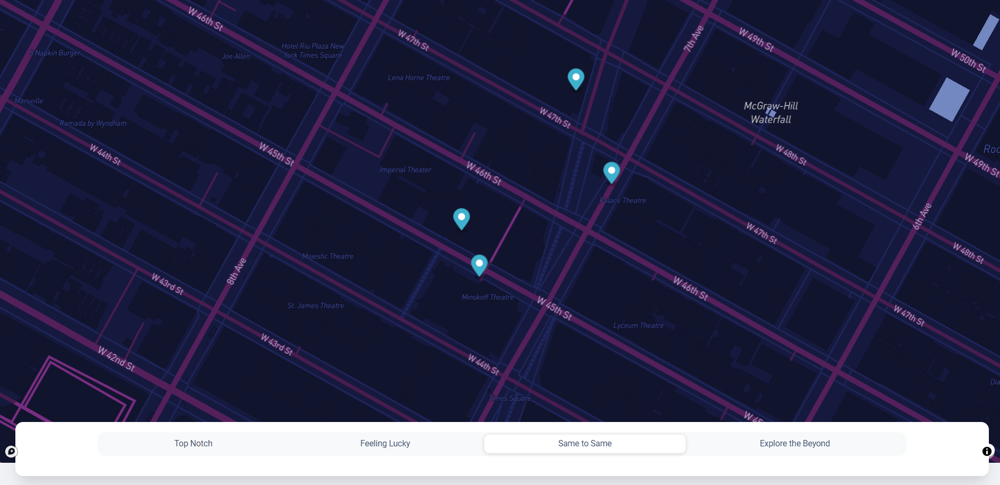 W 46th St
W 47th St
7th Ave
W 49th St
W 50th St
5 Napkin Burger
Joe Allen
Hotel Riu Plaza New
York Times Square
Lena Horne Theatre
Marseille
Ramada by Wyndham
W 47th St
McGraw-Hill
Waterfall
W 44th St
W 45th St
Imperial Theater
W 46th St
W 48th St
Roc
W 49th St
Palace Theatre
6th Ave
W 47th St
W 48th St
8th Ave
Majestic Theatre
W 43rd St
St. James Theatre
Minskoff Theatre
W 45th St
W 46th St
Lyceum Theatre
W 47th St
W 42nd St
W 43rd St
W 44th St
Times Square
Dia
W 45
Top Notch
Feeling Lucky
Same to Same
Explore the Beyond